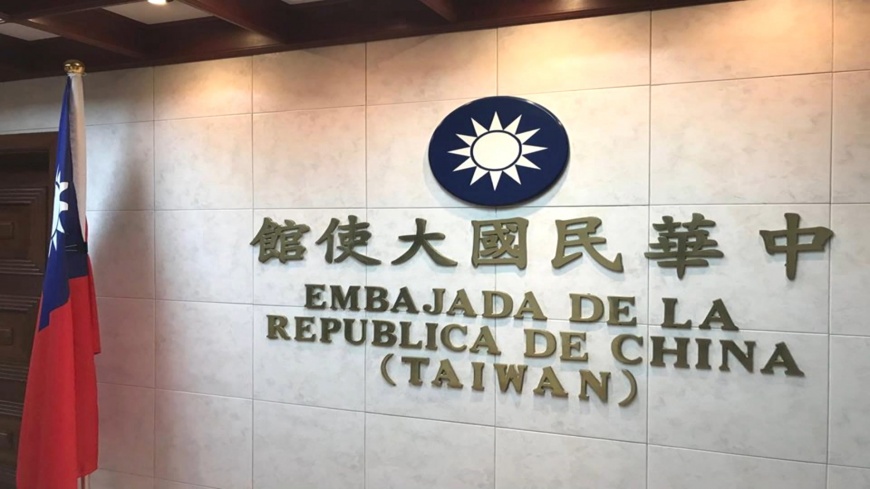 中華民國大使館
EMBAJADA DE LA
REPUBLICA DE CHINA
(TAIWAN)